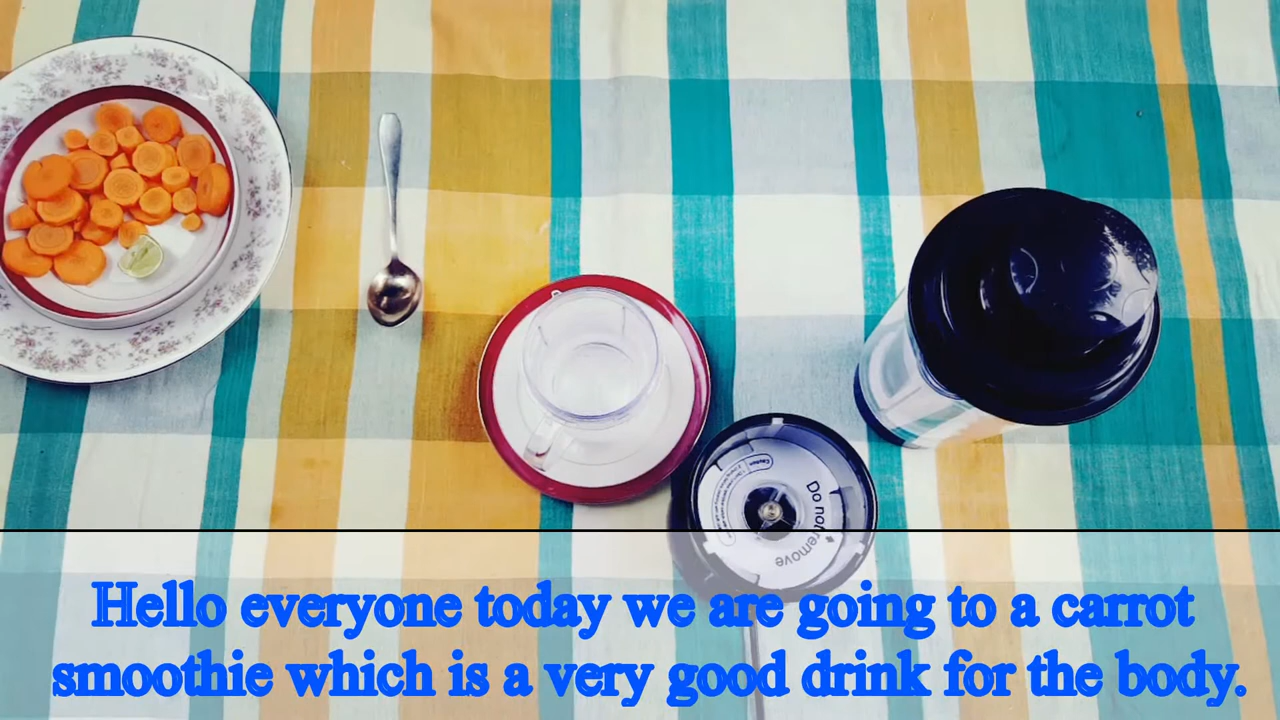 Do not remove
Caution
Hello everyone today we are going to a carrot
smoothie which is a very good drink for the body.